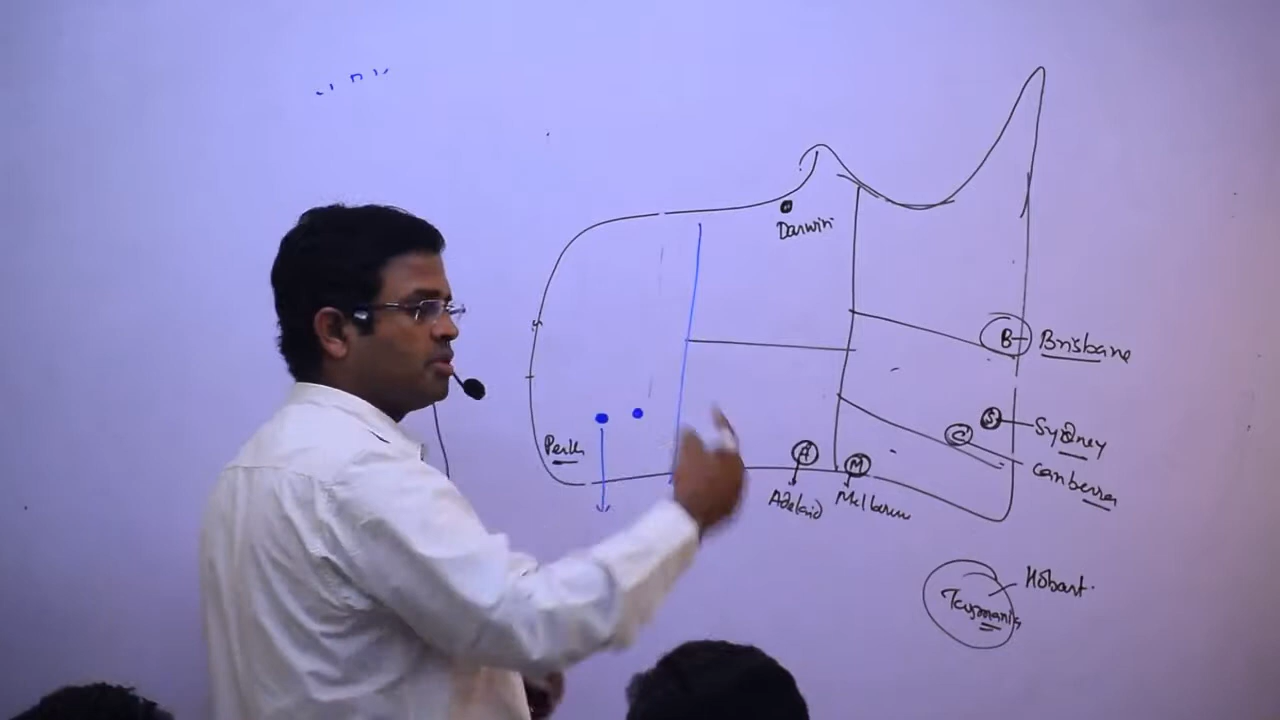 Darwin
B
Brisbane
S
Sydney
C
Canberra
Perth
A
M
Adelaid
Melburn
Hobart.
Tasmania